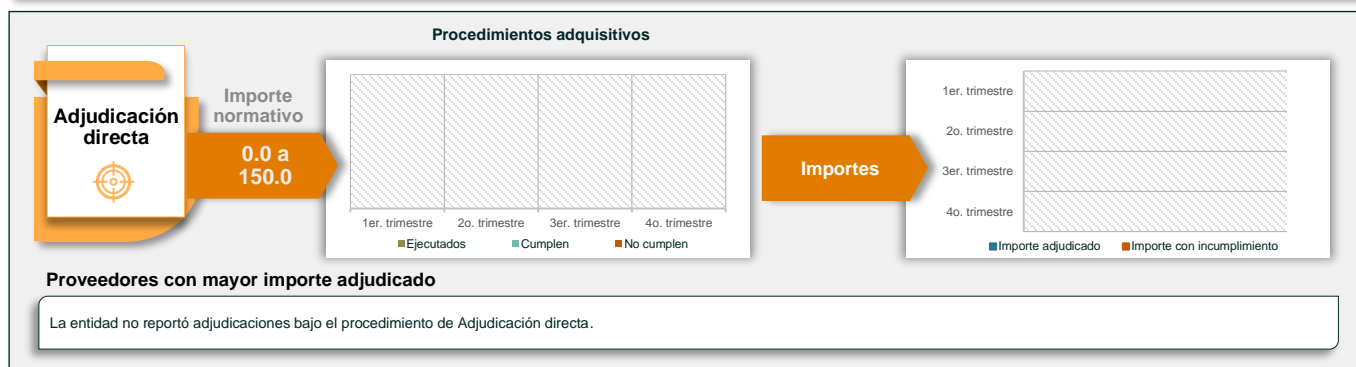 Procedimientos adquisitivos
Adjudicación
directa
Importe
normativo
0.0 a
150.0
1er. trimestre 2o. trimestre 3er. trimestre 4o. trimestre
Ejecutados Cumplen No cumplen
Importes
1er. trimestre
2o. trimestre
3er. trimestre
4o. trimestre
Importe adjudicado Importe con incumplimiento
Proveedores con mayor importe adjudicado
La entidad no reportó adjudicaciones bajo el procedimiento de Adjudicación directa.